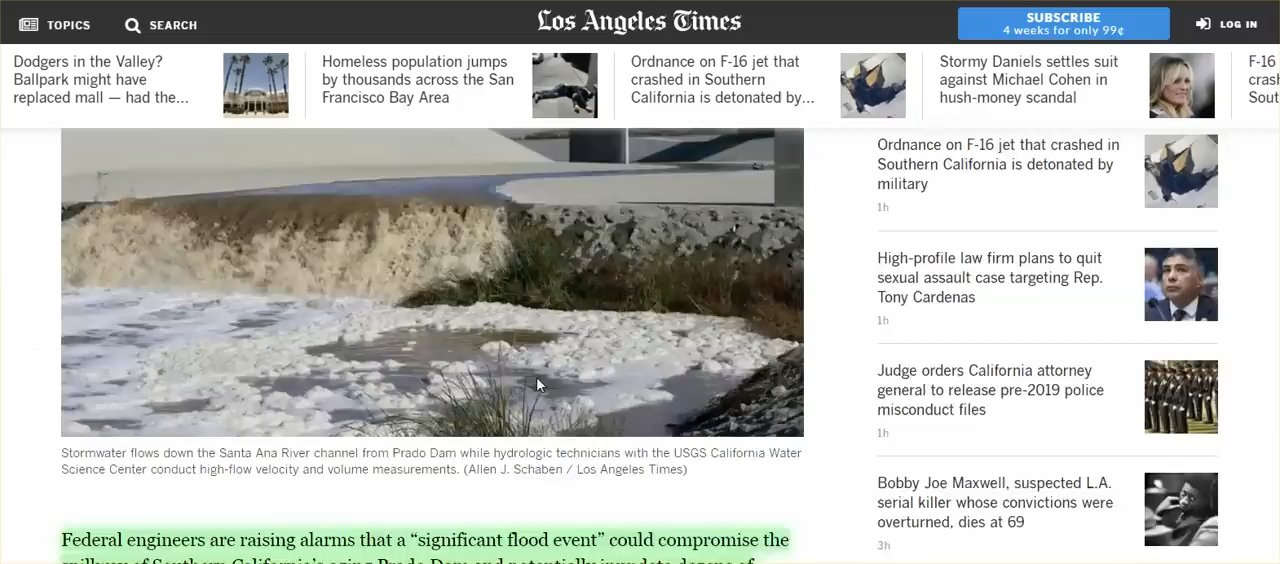 TOPICS
SEARCH
Los Angeles Times
SUBSCRIBE
4 weeks for only 99¢
LOG IN
Dodgers in the Valley?
Ballpark might have
replaced mall — had the...
Homeless population jumps
by thousands across the San
Francisco Bay Area
Ordnance on F-16 jet that
crashed in Southern
California is detonated by...
Stormy Daniels settles suit
against Michael Cohen in
hush-money scandal
F-16
crash
Sout
Stormwater flows down the Santa Ana River channel from Prado Dam while hydrologic technicians with the USGS California Water
Science Center conduct high-flow velocity and volume measurements. (Allen J. Schaben / Los Angeles Times)
Federal engineers are raising alarms that a “significant flood event” could compromise the
spillway of Southern California’s aging Prado Dam and potentially inundate dozens of
Ordnance on F-16 jet that crashed in
Southern California is detonated by
military
1h
High-profile law firm plans to quit
sexual assault case targeting Rep.
Tony Cardenas
1h
Judge orders California attorney
general to release pre-2019 police
misconduct files
1h
Bobby Joe Maxwell, suspected L.A.
serial killer whose convictions were
overturned, dies at 69
3h